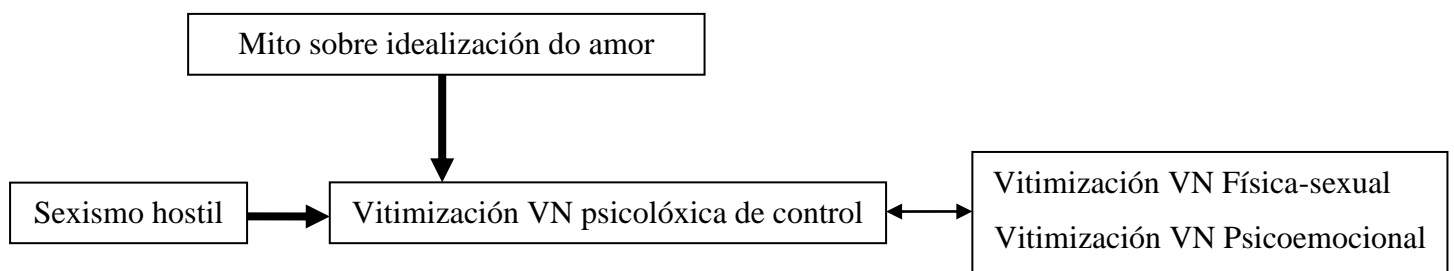 Mito sobre idealización do amor
Sexismo hostil
Vitimización VN psicolóxica de control
Vitimización VN Física-sexual
Vitimización VN Psicoemocional